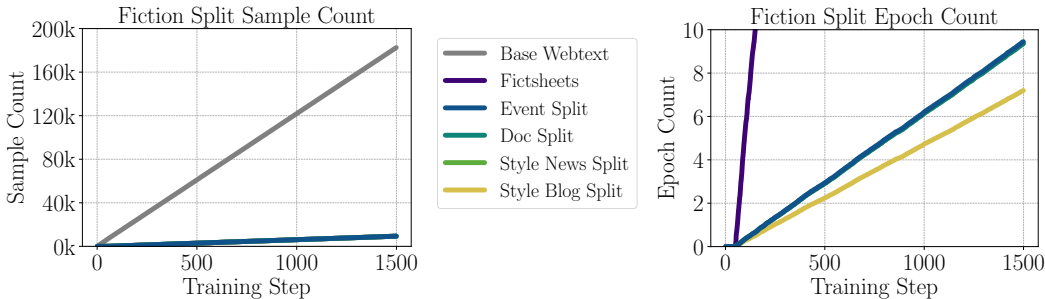 Fiction Split Sample Count
200k
160k
120k
80k
40k
0k
0
500
1000
1500
Sample Count
Training Step
Base Webtext
Fictsheets
Event Split
Doc Split
Style News Split
Style Blog Split
Fiction Split Epoch Count
10
8
6
4
2
0
0
500
1000
1500
Epoch Count
Training Step